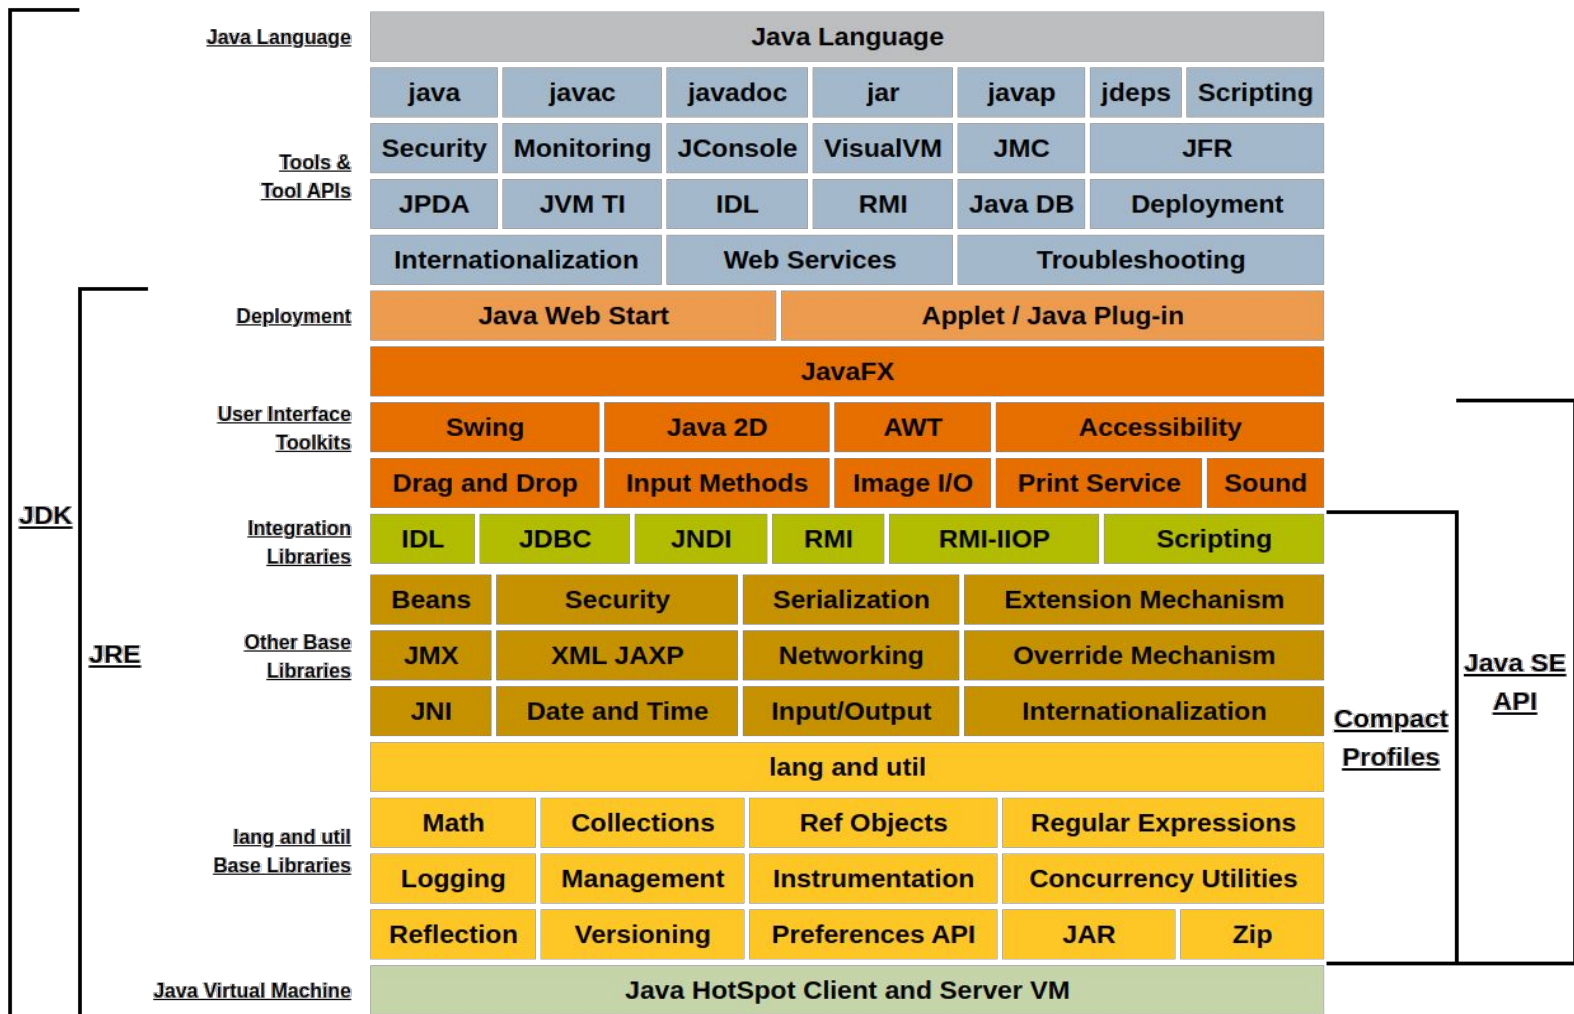 Java Language
Java Language
java javac javadoc jar javap jdeps Scripting
Tools &
Tool APIs
Security Monitoring JConsole VisualVM JMC JFR
JPDA JVM TI IDL RMI Java DB Deployment
Internationalization Web Services Troubleshooting
Deployment
Java Web Start Applet / Java Plug-in
JavaFX
User Interface
Toolkits
Swing Java 2D AWT Accessibility
Drag and Drop Input Methods Image I/O Print Service Sound
JDK
Integration
Libraries
IDL JDBC JNDI RMI RMI-IIOP Scripting
Beans Security Serialization Extension Mechanism
JRE
Other Base
Libraries
JMX XML JAXP Networking Override Mechanism
Java SE
API
JNI Date and Time Input/Output Internationalization
Compact
Profiles
lang and util
lang and util
Base Libraries
Math Collections Ref Objects Regular Expressions
Logging Management Instrumentation Concurrency Utilities
Reflection Versioning Preferences API JAR Zip
Java Virtual Machine
Java HotSpot Client and Server VM